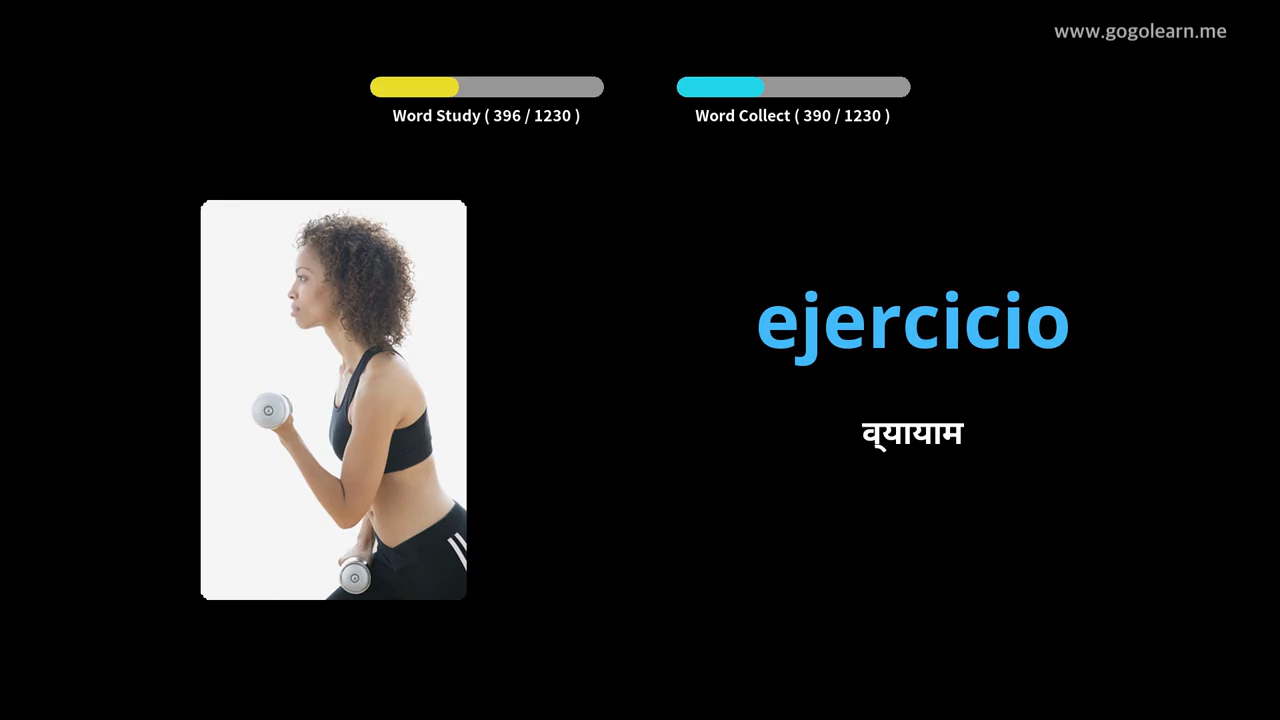 www.gogolearn.me
Word Study ( 396 / 1230 )
Word Collect ( 390 / 1230 )
ejercicio
व्यायाम